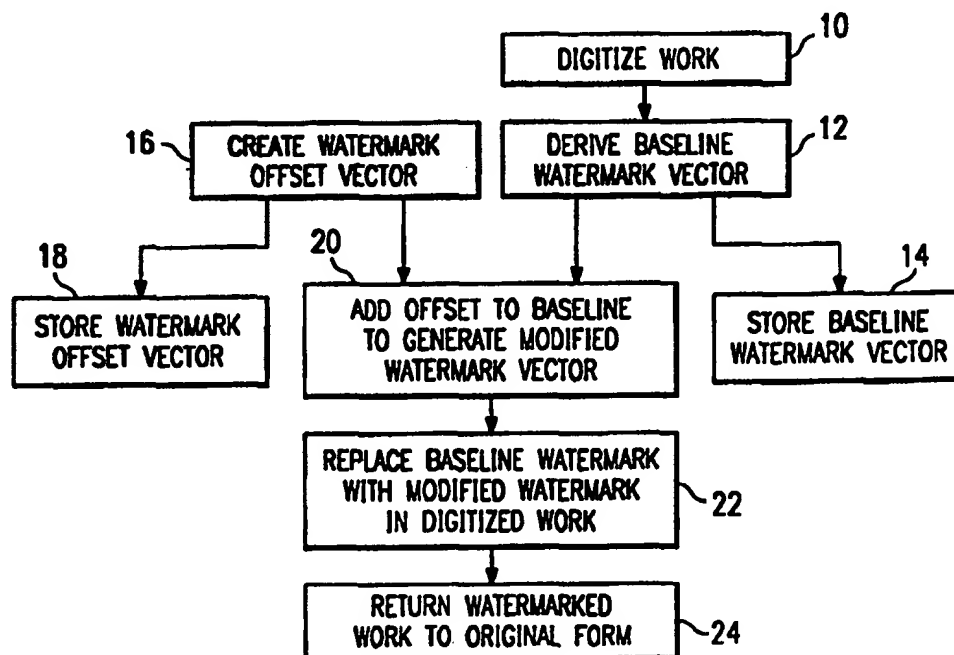 10
DIGITIZE WORK
16
CREATE WATERMARK
OFFSET VECTOR
DERIVE BASELINE
WATERMARK VECTOR
12
18
STORE WATERMARK
OFFSET VECTOR
20
ADD OFFSET TO BASELINE
TO GENERATE MODIFIED
WATERMARK VECTOR
14
STORE BASELINE
WATERMARK VECTOR
REPLACE BASELINE WATERMARK
WITH MODIFIED WATERMARK
IN DIGITIZED WORK
22
RETURN WATERMARKED
WORK TO ORIGINAL FORM
24